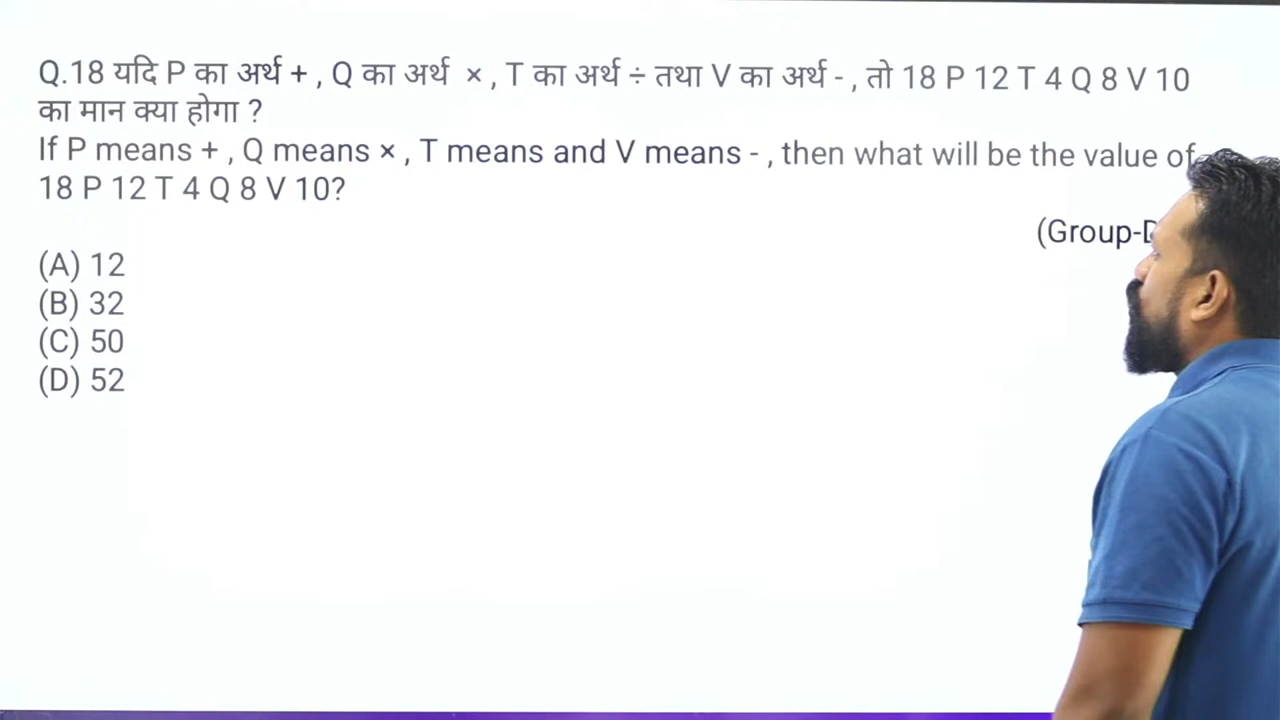 Q.18 यदि P का अर्थ + , Q का अर्थ × , T का अर्थ ÷ तथा V का अर्थ - , तो 18 P 12 T 4 Q 8 V 10
का मान क्या होगा ?
If P means + , Q means × , T means and V means - , then what will be the value of
18 P 12 T 4 Q 8 V 10?
(Group-D
(A) 12
(B) 32
(C) 50
(D) 52